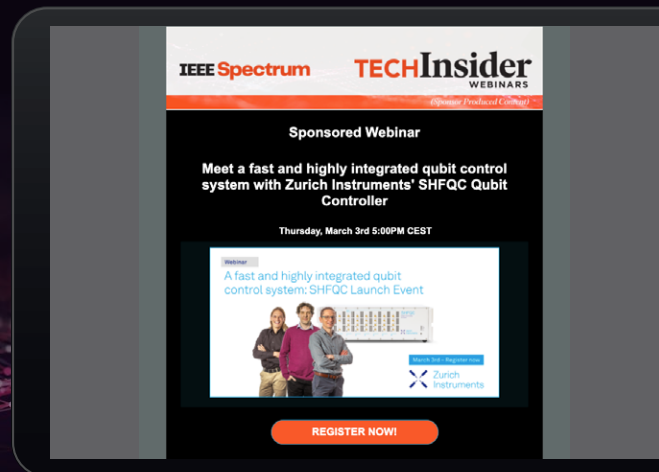 IEEE Spectrum
TECHInsider
WEBINARS
(Sponsor Produced Content)
Sponsored Webinar
Meet a fast and highly integrated qubit control
system with Zurich Instruments' SHFQC Qubit
Controller
Thursday, March 3rd 5:00PM CEST
Webinar
A fast and highly integrated qubit
control system: SHFQC Launch Event
March 3rd – Register now
Zurich
Instruments
REGISTER NOW!